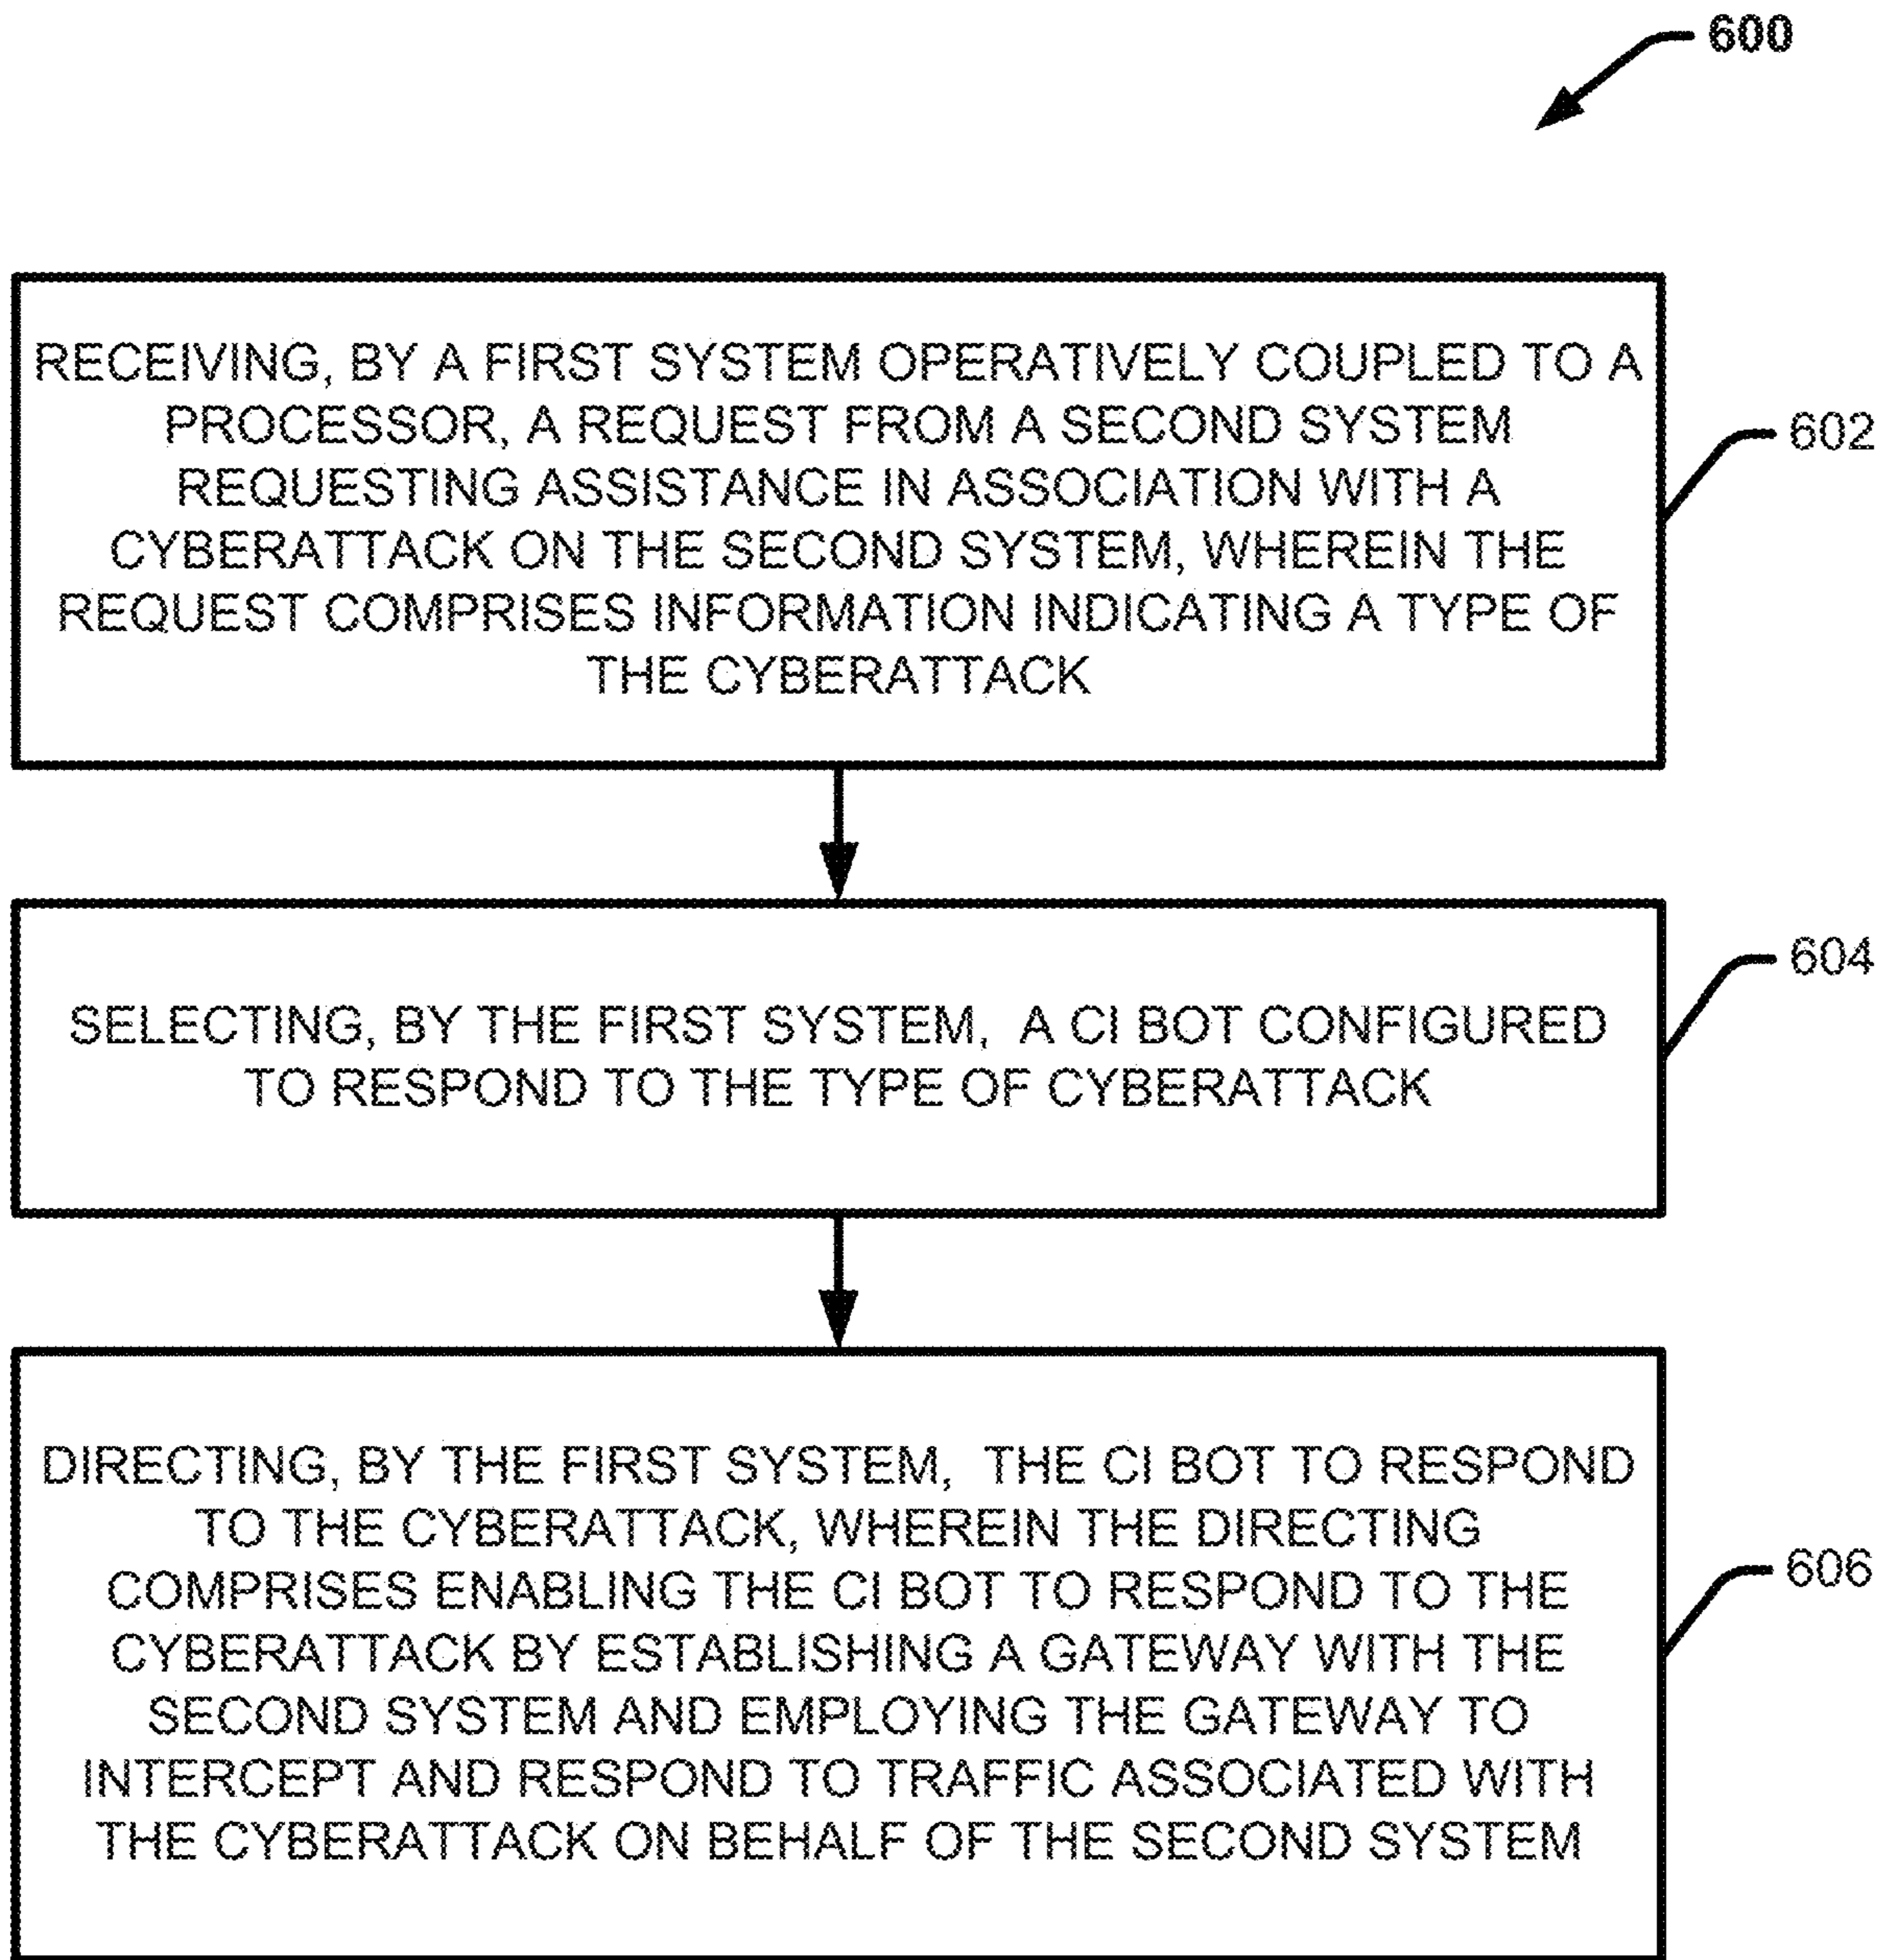 600
RECEIVING, BY A FIRST SYSTEM OPERATIVELY COUPLED TO A
PROCESSOR, A REQUEST FROM A SECOND SYSTEM
REQUESTING ASSISTANCE IN ASSOCIATION WITH A
CYBERATTACK ON THE SECOND SYSTEM, WHEREIN THE
REQUEST COMPRISES INFORMATION INDICATING A TYPE OF
THE CYBERATTACK
602
SELECTING, BY THE FIRST SYSTEM, A CI BOT CONFIGURED
TO RESPOND TO THE TYPE OF CYBERATTACK
604
DIRECTING, BY THE FIRST SYSTEM, THE CI BOT TO RESPOND
TO THE CYBERATTACK, WHEREIN THE DIRECTING
COMPRISES ENABLING THE CI BOT TO RESPOND TO THE
CYBERATTACK BY ESTABLISHING A GATEWAY WITH THE
SECOND SYSTEM AND EMPLOYING THE GATEWAY TO
INTERCEPT AND RESPOND TO TRAFFIC ASSOCIATED WITH
THE CYBERATTACK ON BEHALF OF THE SECOND SYSTEM
606